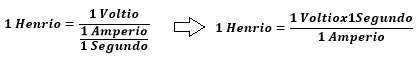 1 Henrio = 1 Voltio / (1 Amperio / 1 Segundo) ⇒ 1 Henrio = 1 Voltiox1Segundo / 1 Amperio